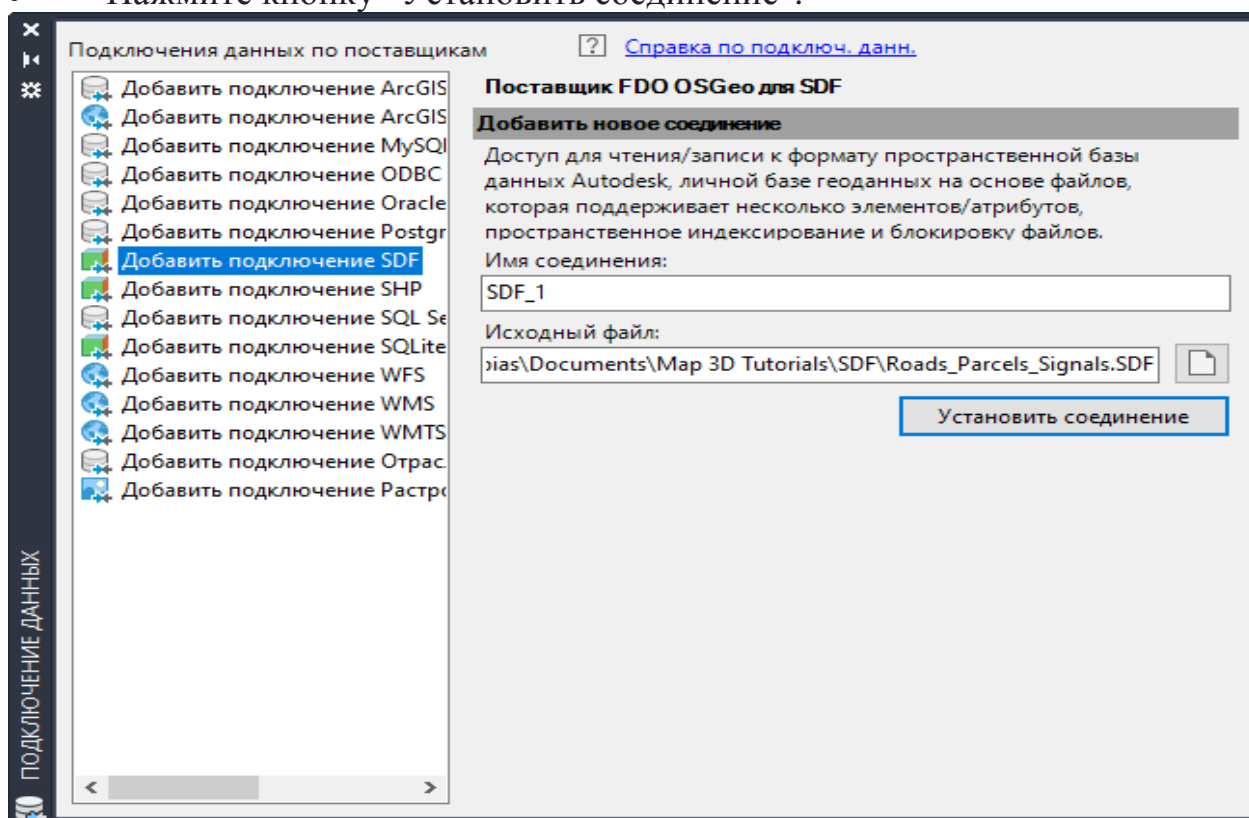 Нажмите кнопку "Установить соединение".
Подключения данных по поставщикам
? Справка по подключ. данн.
Добавить подключение ArcGIS
Добавить подключение ArcGIS
Добавить подключение MySQl
Добавить подключение ODBC
Добавить подключение Oracle
Добавить подключение Postgr
Добавить подключение SDF
Добавить подключение SHP
Добавить подключение SQL Se
Добавить подключение SQLite
Добавить подключение WFS
Добавить подключение WMS
Добавить подключение WMTS
Добавить подключение Отрас.
Добавить подключение Растро
Поставщик FDO OSGeo для SDF
Добавить новое соединение
Доступ для чтения/записи к формату пространственной базы
данных Autodesk, личной базе геоданных на основе файлов,
которая поддерживает несколько элементов/атрибутов,
пространственное индексирование и блокировку файлов.
Имя соединения:
SDF_1
Исходный файл:
ias\Documents\Map 3D Tutorials\SDF\Roads_Parcels_Signals.SDF
Установить соединение
ПОДКЛЮЧЕНИЕ ДАННЫХ